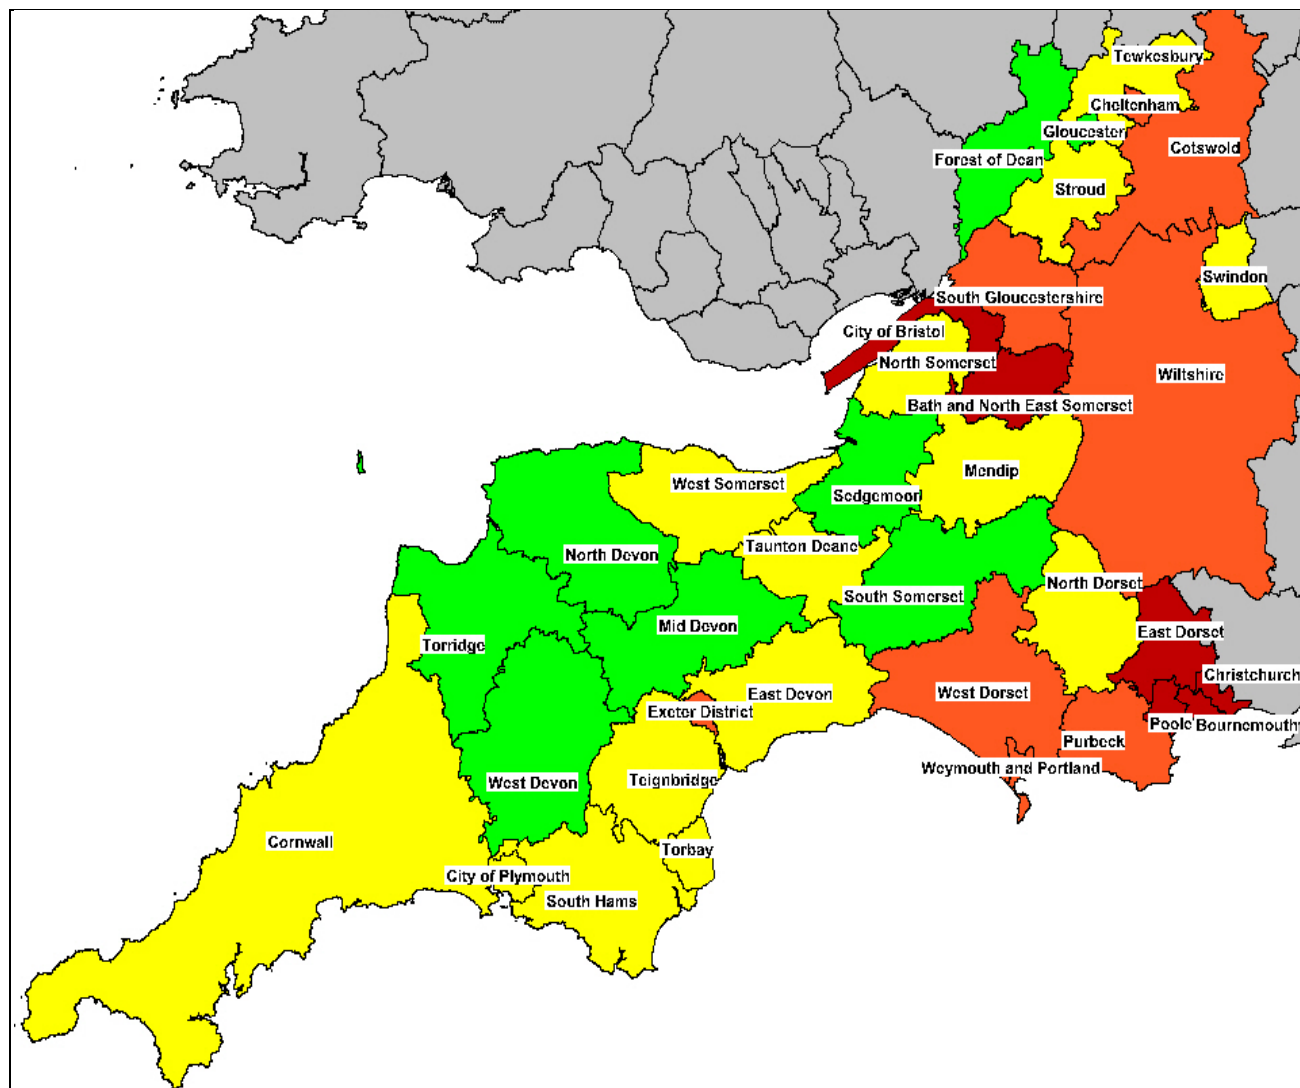 Tewkesbury
Cheltenham
Gloucester
Cotswold
Forest of Dean
Stroud
Swindon
South Gloucestershire
City of Bristol
North Somerset
Wiltshire
Bath and North East Somerset
Mendip
West Somerset
Sedgemoor
Taunton Deane
North Devon
North Dorset
South Somerset
Mid Devon
East Dorset
Torridge
Christchurch
East Devon
West Dorset
Exeter District
Poole
Bournemouth
Purbeck
Weymouth and Portland
West Devon
Teignbridge
Cornwall
Torbay
City of Plymouth
South Hams